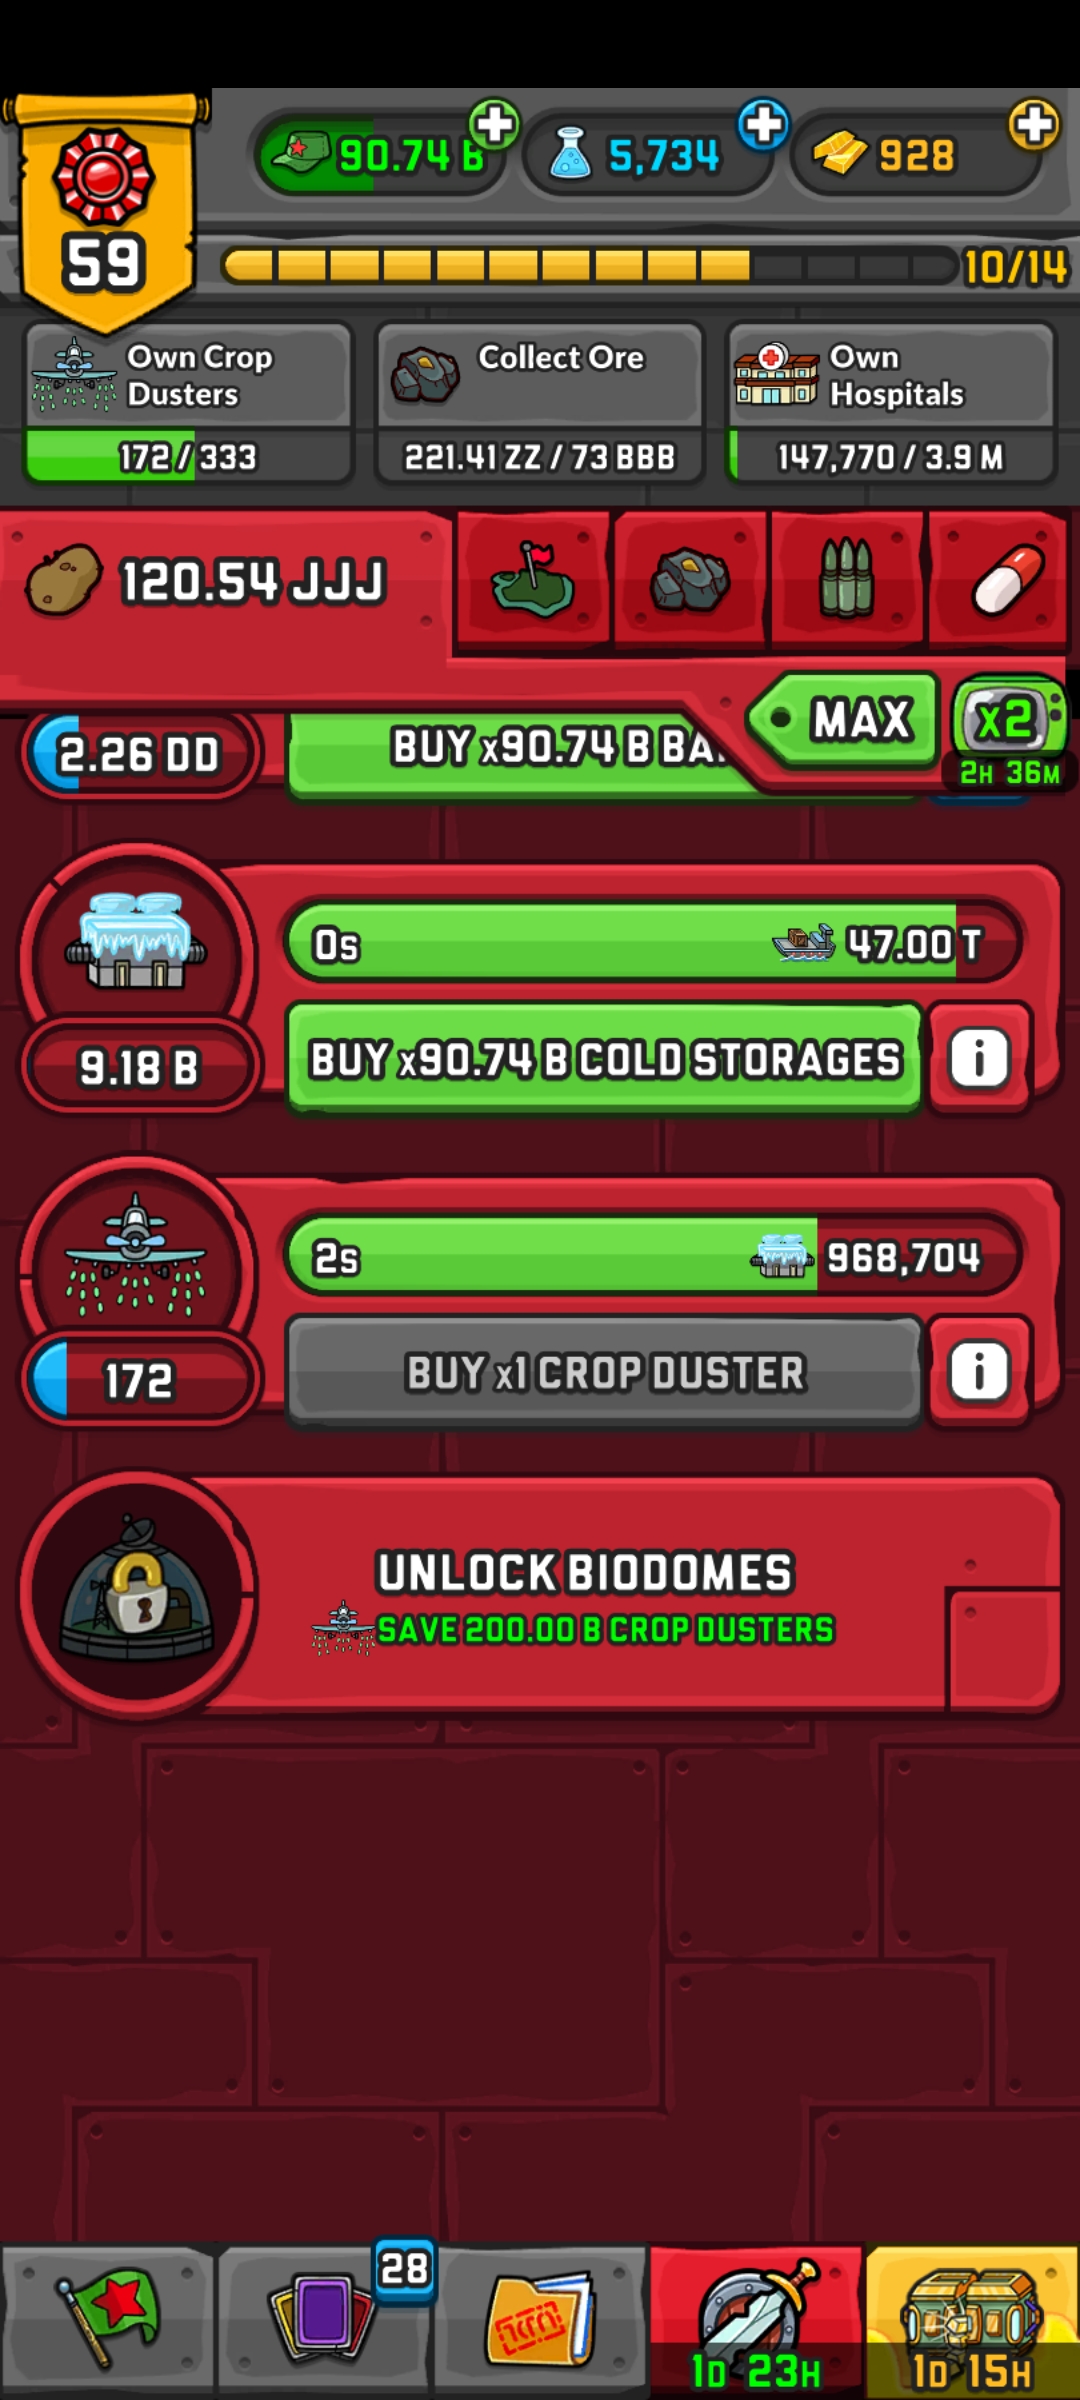 90.74 B
5,734
928
59
10/14
Own Crop
Dusters
172 / 333
Collect Ore
221.41 ZZ / 73 BBB
Own
Hospitals
147,770 / 3.9 M
120.54 JJJ
MAX
x2
2H 36M
2.26 DD
BUY x90.74 B
0s
47.00 T
9.18 B
BUY x90.74 B COLD STORAGES
i
2s
968,704
172
BUY x1 CROP DUSTER
i
UNLOCK BIODOMES
SAVE 200.00 B CROP DUSTERS
28
1D 23H
1D 15H